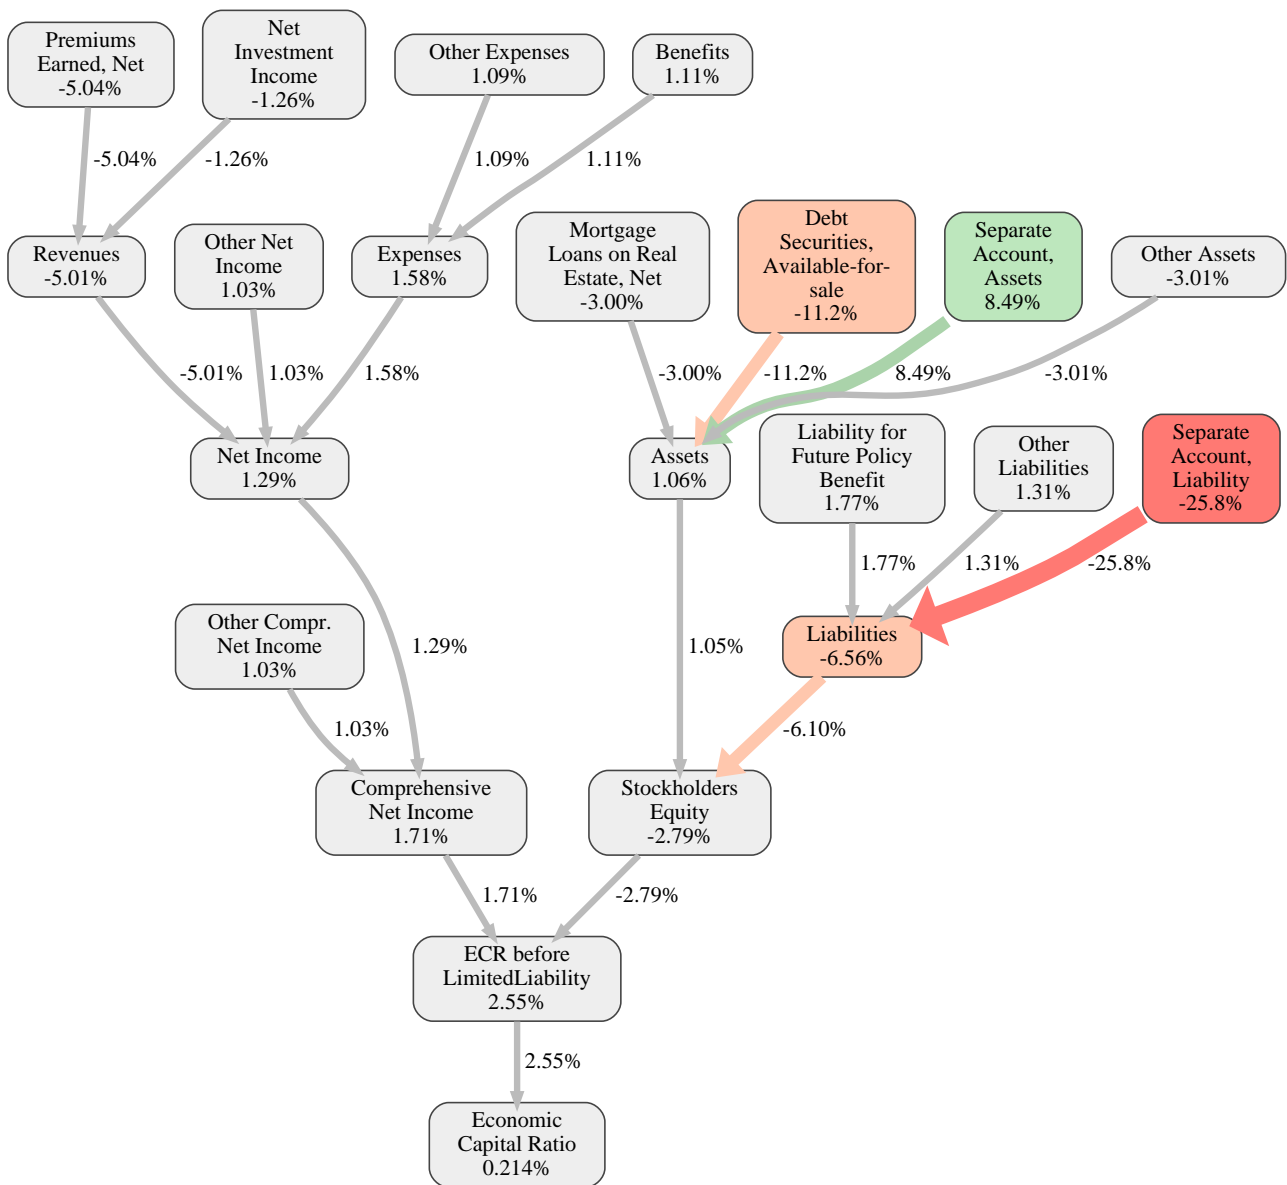 Premiums
Earned, Net
-5.04%
Net
Investment
Income
-1.26%
Other Expenses
1.09%
Benefits
1.11%
-5.04%
-1.26%
1.09%
1.11%
Revenues
-5.01%
Other Net
Income
1.03%
Expenses
1.58%
Mortgage
Loans on Real
Estate, Net
-3.00%
Debt
Securities,
Available-for-
sale
-11.2%
Separate
Account,
Assets
8.49%
Other Assets
-3.01%
-5.01%
1.03%
1.58%
-3.00%
-11.2%
8.49%
-3.01%
Net Income
1.29%
Assets
1.06%
Liability for
Future Policy
Benefit
1.77%
Other
Liabilities
1.31%
Separate
Account,
Liability
-25.8%
1.77%
1.31%
-25.8%
Other Compr.
Net Income
1.03%
1.29%
1.05%
Liabilities
-6.56%
1.03%
-6.10%
Comprehensive
Net Income
1.71%
Stockholders
Equity
-2.79%
1.71%
-2.79%
ECR before
LimitedLiability
2.55%
2.55%
Economic
Capital Ratio
0.214%